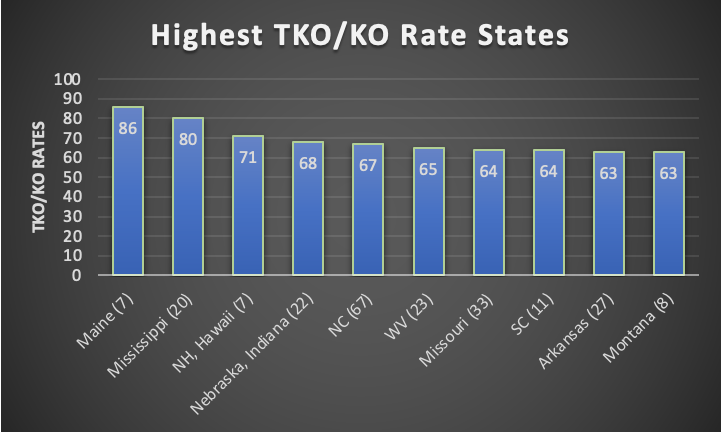 Highest TKO/KO Rate States
TKO/KO RATES
100
90
80
70
60
50
40
30
20
10
0
86
80
71
68
67
65
64
64
63
63
Maine (7)
Mississippi (20)
NH, Hawaii (7)
Nebraska, Indiana (22)
NC (67)
WV (23)
Missouri (33)
SC (11)
Arkansas (27)
Montana (8)